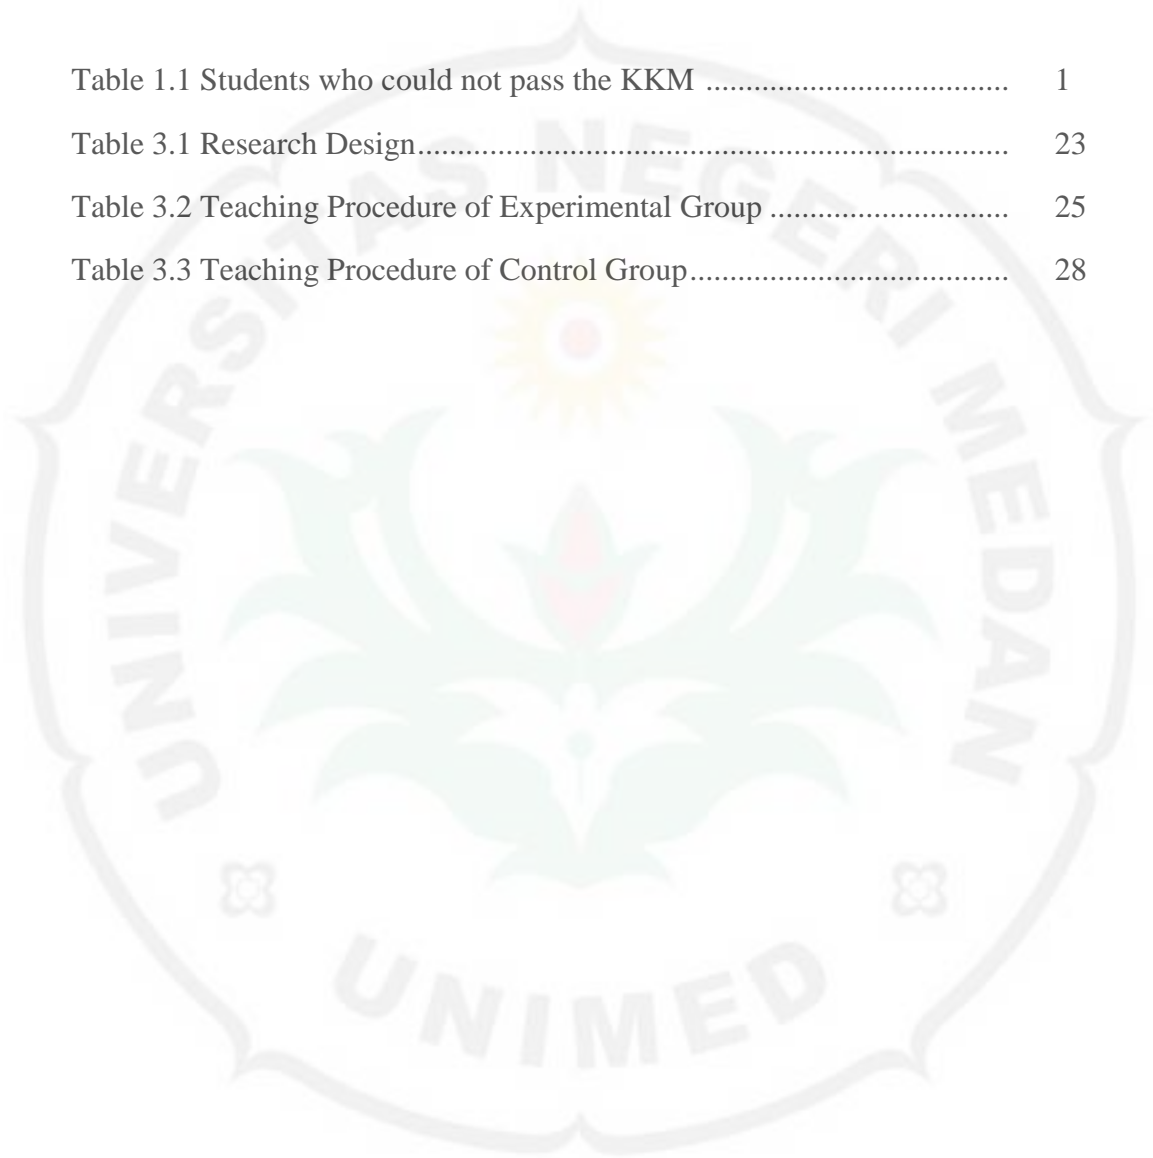 Table 1.1 Students who could not pass the KKM ...................................... 1
Table 3.1 Research Design.......................................................................... 23
Table 3.2 Teaching Procedure of Experimental Group .............................. 25
Table 3.3 Teaching Procedure of Control Group........................................ 28
UNIVERSITAS NEGERI MEDAN
UNIMED